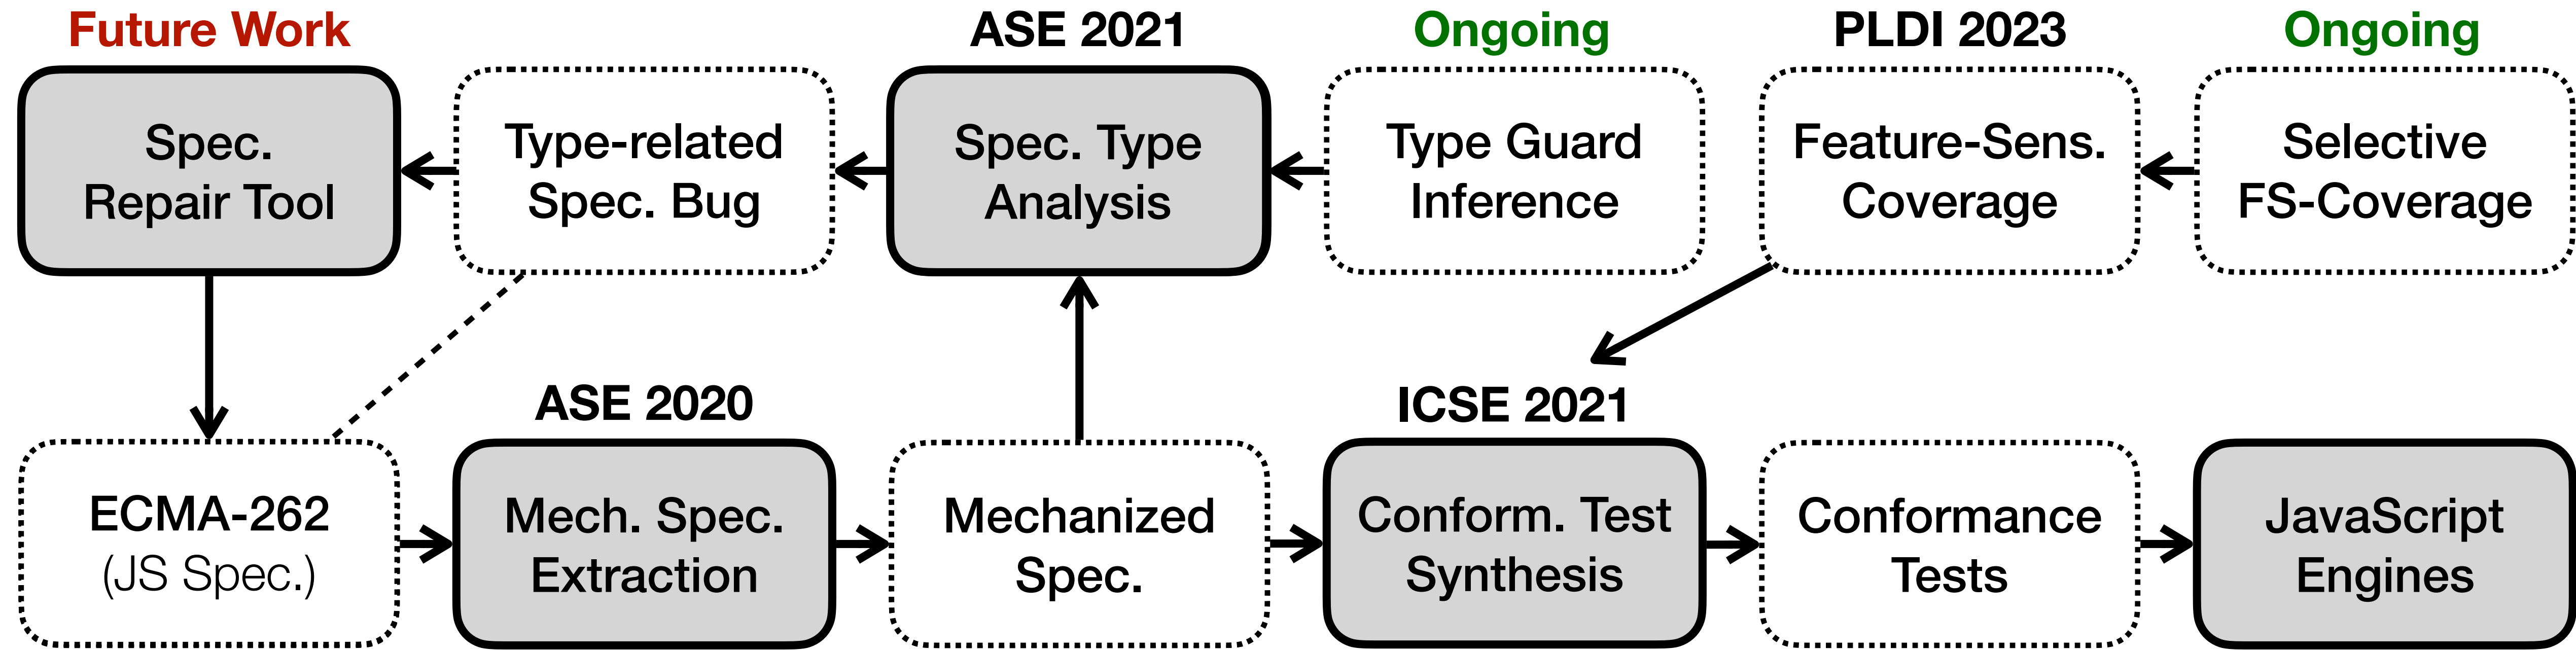 Future Work
ASE 2021
Ongoing
PLDI 2023
Ongoing
Spec.
Repair Tool
Type-related
Spec. Bug
Spec. Type
Analysis
Type Guard
Inference
Feature-Sens.
Coverage
Selective
FS-Coverage
ASE 2020
ICSE 2021
ECMA-262
(JS Spec.)
Mech. Spec.
Extraction
Mechanized
Spec.
Conform. Test
Synthesis
Conformance
Tests
JavaScript
Engines